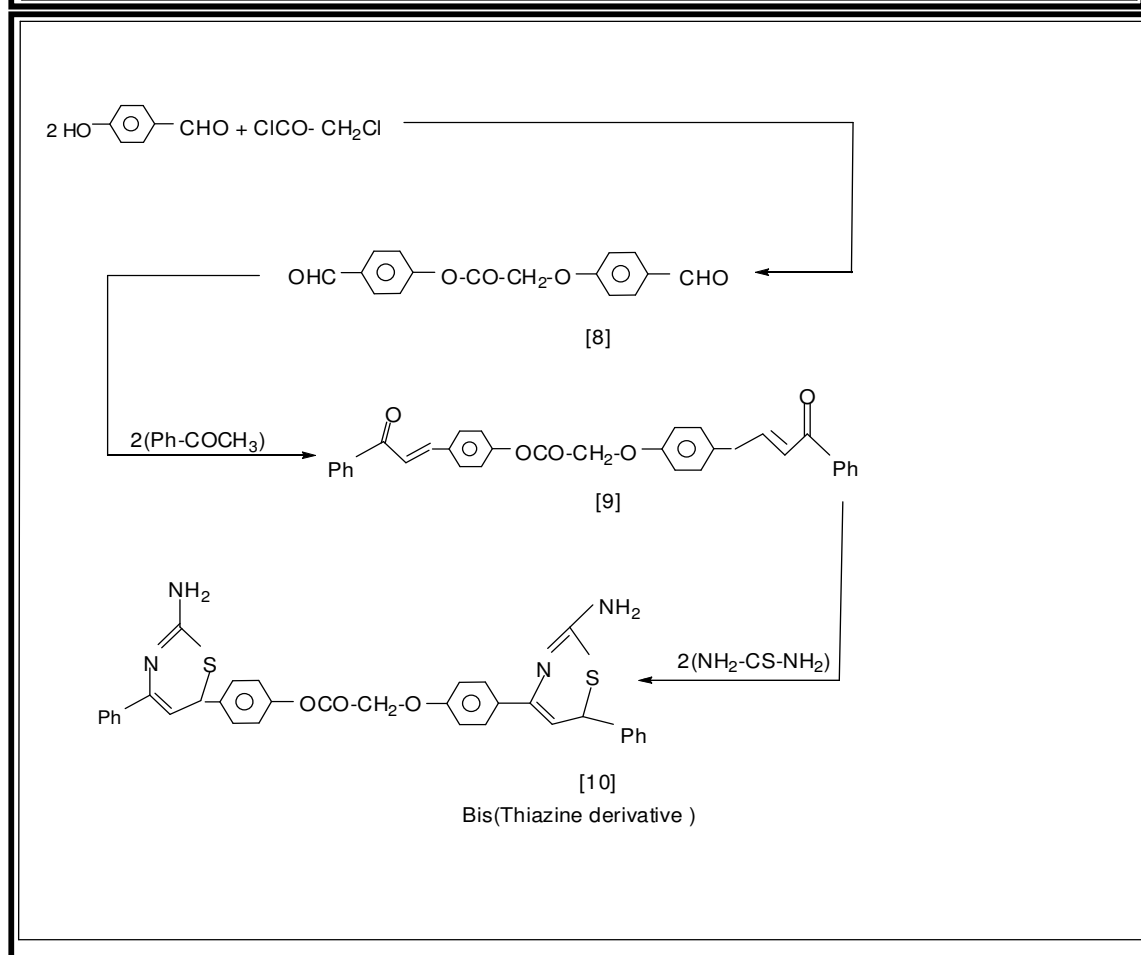 2 HO CHO + ClCO- CH2Cl
OHC O-CO-CH2-O CHO
[8]
2(Ph-COCH3)
O
O
Ph OCO-CH2-O Ph
[9]
NH2
NH2
N S
N S
2(NH2-CS-NH2)
Ph OCO-CH2-O Ph
[10]
Bis(Thiazine derivative )